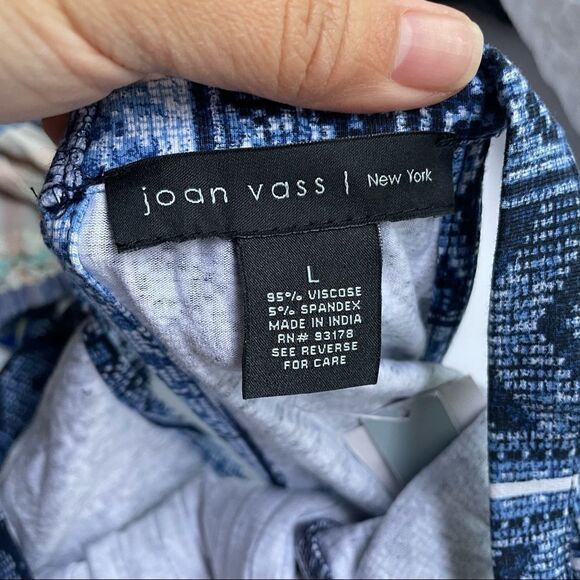 joan vass | New York
L
95% VISCOSE
5% SPANDEX
MADE IN INDIA
RN# 93178
SEE REVERSE
FOR CARE